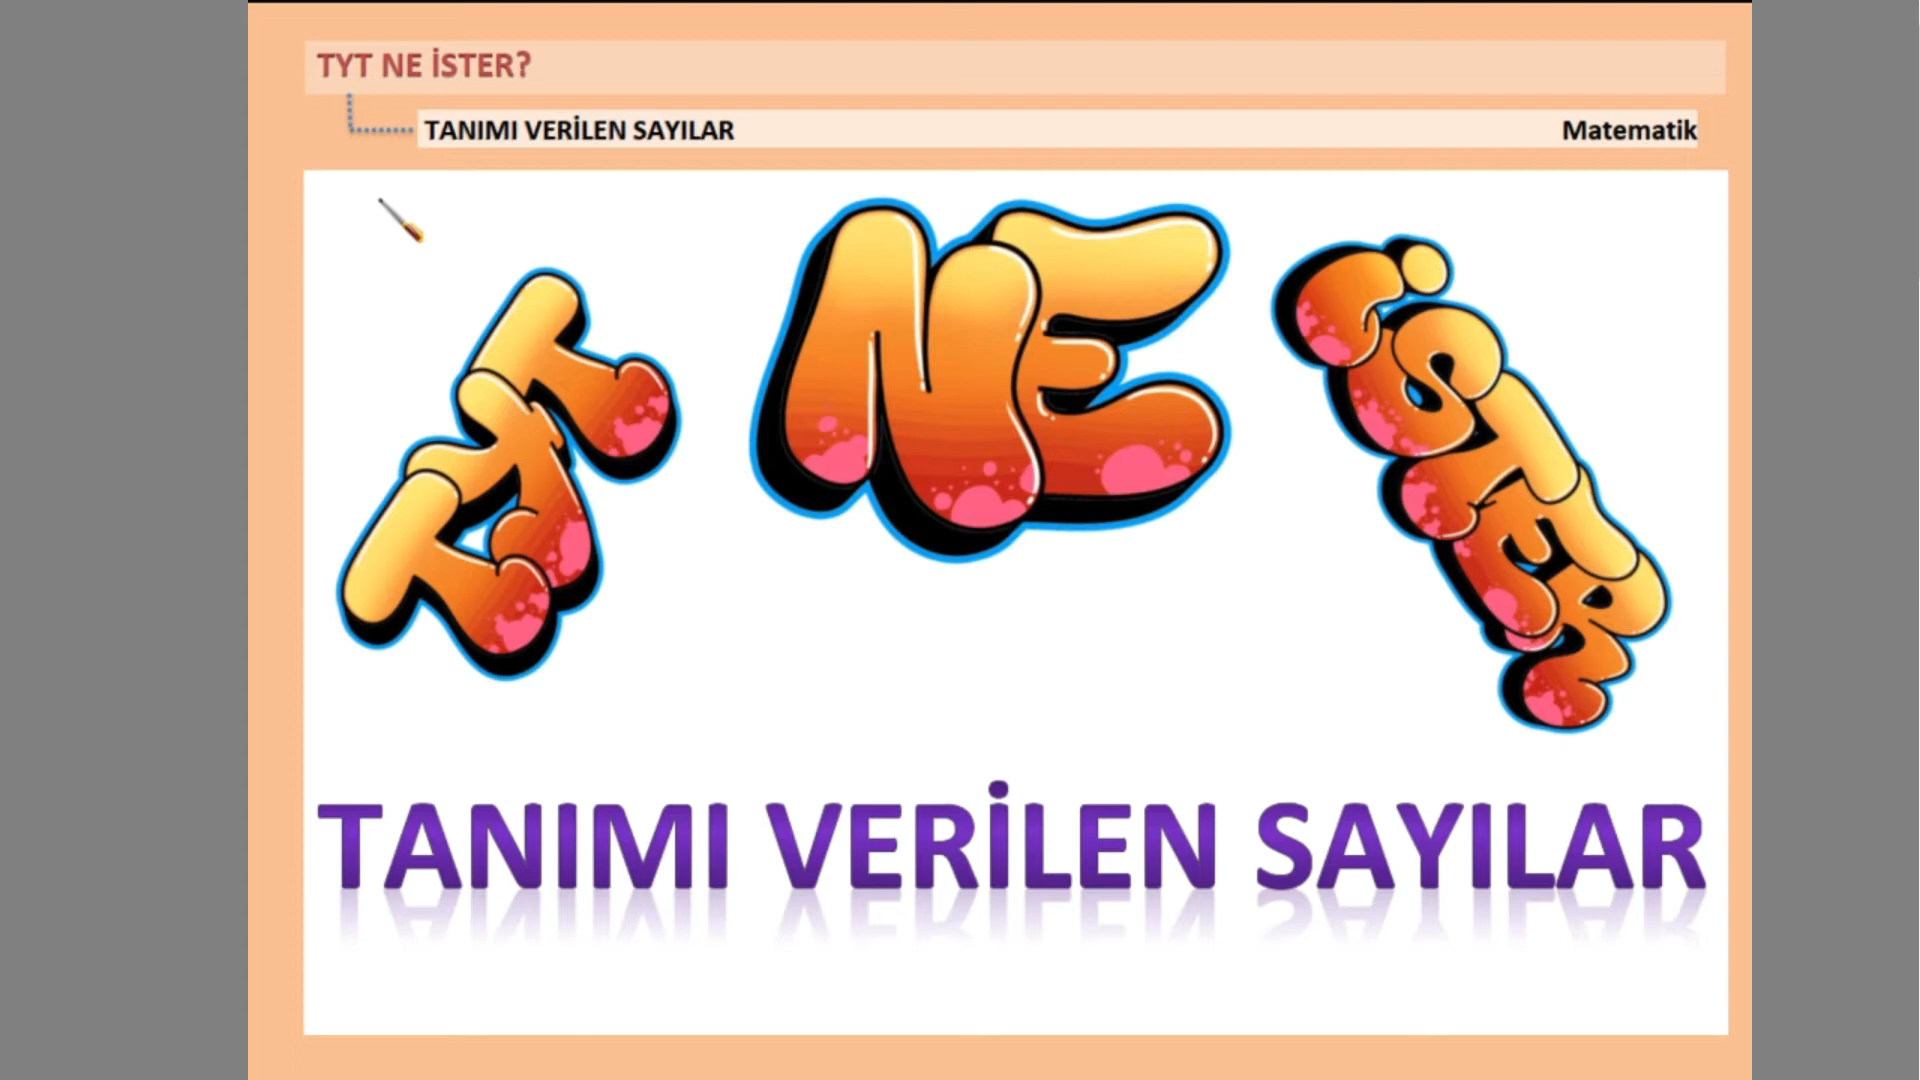 TYT NE İSTER?
TANIMI VERİLEN SAYILAR Matematik
TYT NE İSTER
TANIMI VERİLEN SAYILAR